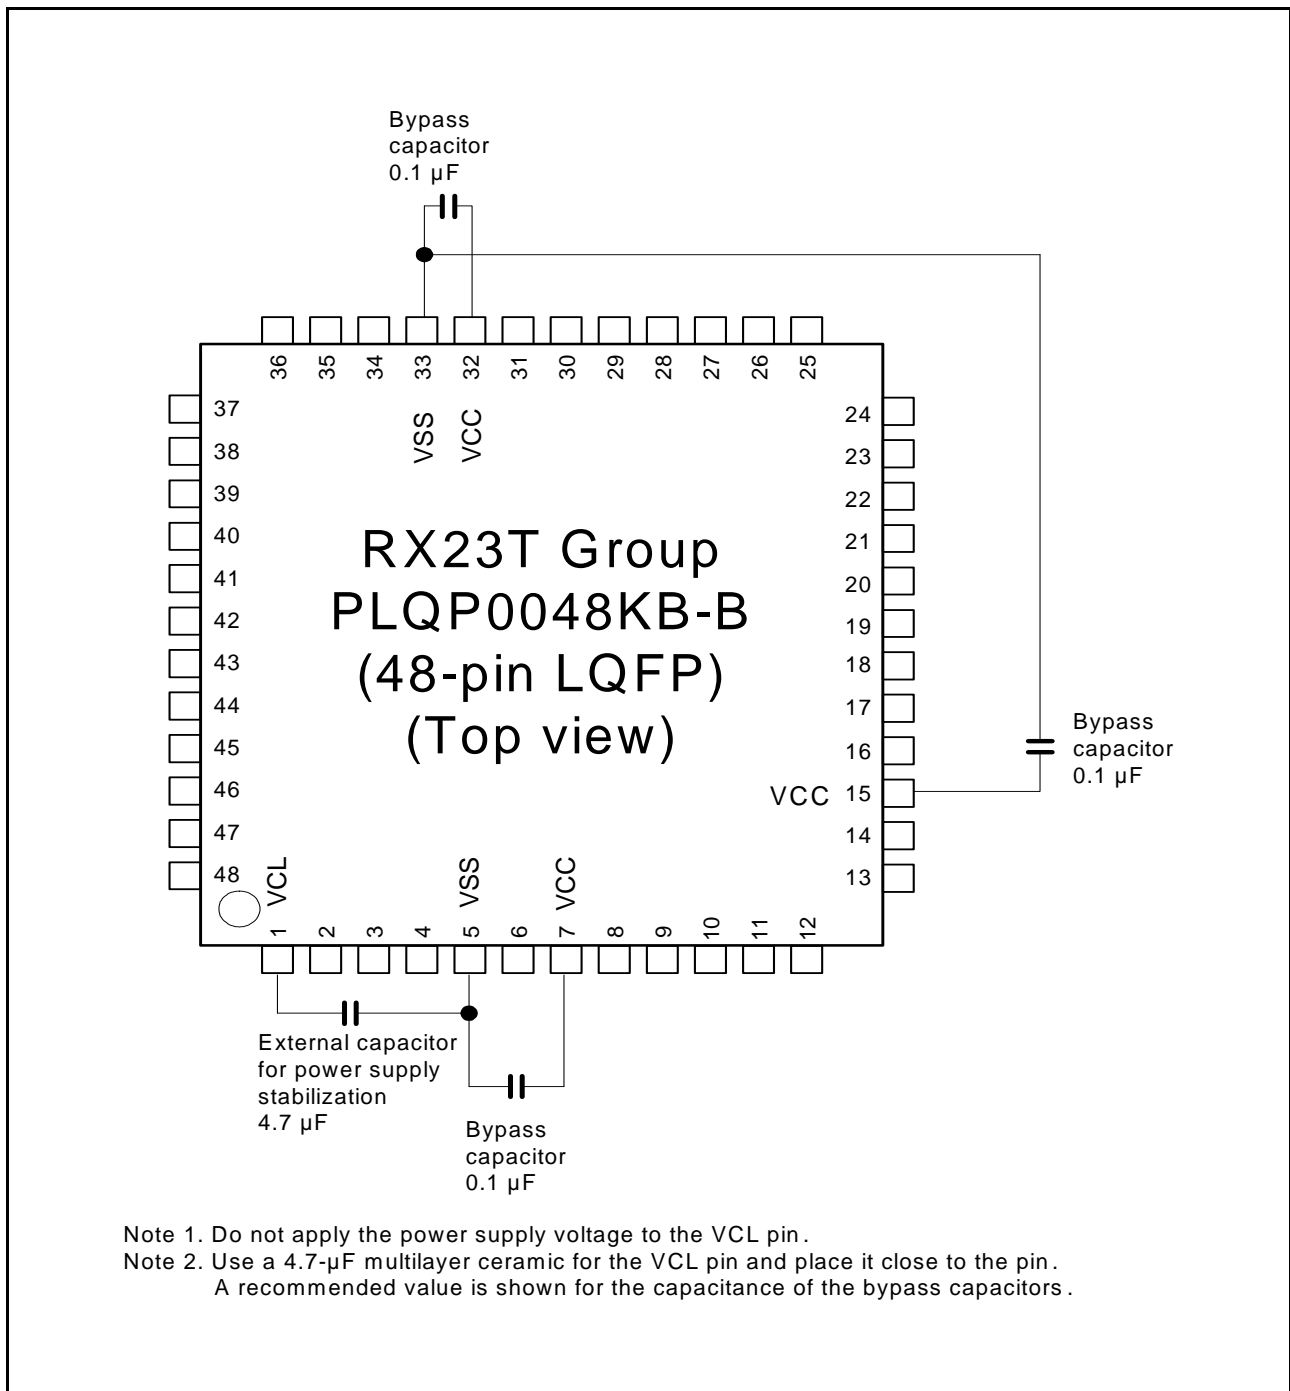 Bypass
capacitor
0.1 µF
36 35 34 33 32 31 30 29 28 27 26 25
VSS VCC
37
38
39
40
41
42
43
44
45
46
47
48
RX23T Group
PLQP0048KB-B
(48-pin LQFP)
(Top view)
24
23
22
21
20
19
18
17
16
VCC 15
14
13
Bypass
capacitor
0.1 µF
VCL VSS VCC
1 2 3 4 5 6 7 8 9 10 11 12
External capacitor
for power supply
stabilization
4.7 µF
Bypass
capacitor
0.1 µF
Note 1. Do not apply the power supply voltage to the VCL pin.
Note 2. Use a 4.7-µF multilayer ceramic for the VCL pin and place it close to the pin.
A recommended value is shown for the capacitance of the bypass capacitors.